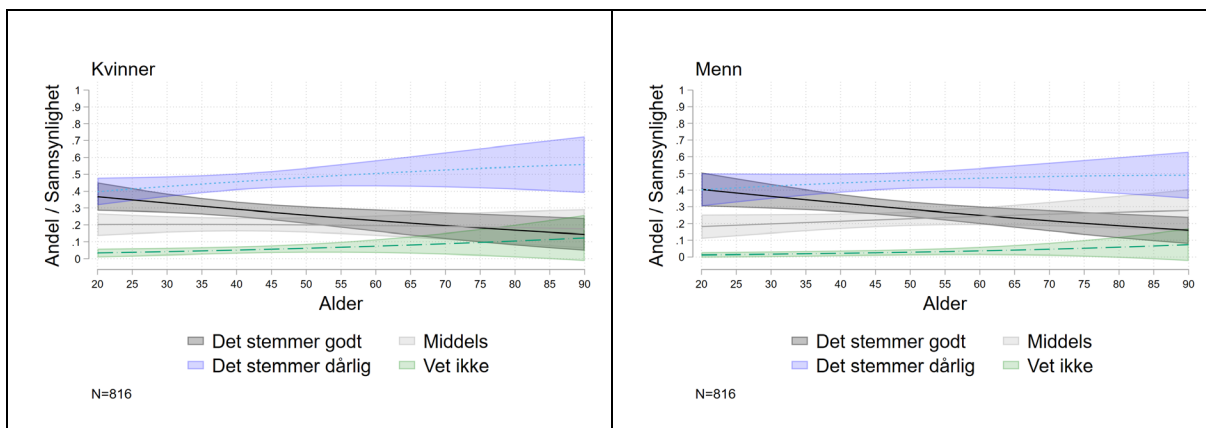 Kvinner
Andel / Sannsynlighet
1
.9
.8
.7
.6
.5
.4
.3
.2
.1
0
20 25 30 35 40 45 50 55 60 65 70 75 80 85 90
Alder
Det stemmer godt Middels
Det stemmer dårlig Vet ikke
N=816
Menn
Andel / Sannsynlighet
1
.9
.8
.7
.6
.5
.4
.3
.2
.1
0
20 25 30 35 40 45 50 55 60 65 70 75 80 85 90
Alder
Det stemmer godt Middels
Det stemmer dårlig Vet ikke
N=816